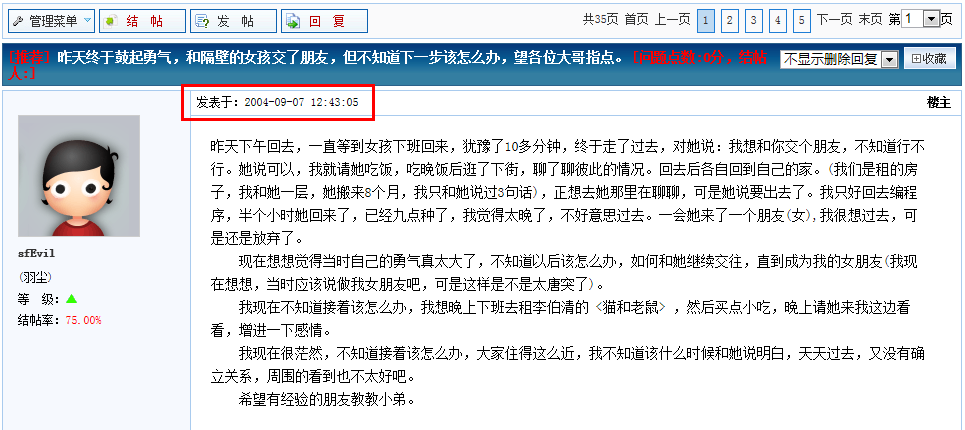 管理菜单 结 帖 发 帖 回 复 共35页 首页 上一页 1 2 3 4 5 下一页 末页 第 1 页
[推荐] 昨天终于鼓起勇气，和隔壁的女孩交了朋友，但不知道下一步该怎么办，望各位大哥指点。 不显示删除回复 收藏
人:]
发表于：2004-09-07 12:43:05 楼主
昨天下午回去，一直等到女孩下班回来，犹豫了10多分钟，终于走了过去，对她说：我想和你交个朋友，不知道行不
行。她说可以，我就请她吃饭，吃晚饭后逛了下街，聊了聊彼此的情况。回去后各自回到自己的家。(我们是租的房
子，我和她一层，她搬来8个月，我只和她说过3句话)，正想去她那里在聊聊，可是她说要出去了。我只好回去编程
序，半个小时她回来了，已经九点种了，我觉得太晚了，不好意思过去。一会她来了一个朋友(女),我很想过去，可
是还是放弃了。
现在想想觉得当时自己的勇气真太大了，不知道以后该怎么办，如何和她继续交往，直到成为我的女朋友(我现
在想想，当时应该说做我女朋友吧，可是这样是不是太唐突了)。
我现在不知道接着该怎么办，我想晚上下班去租李伯清的 <猫和老鼠> ，然后买点小吃，晚上请她来我这边看
看，增进一下感情。
我现在很茫然，不知道接着该怎么办，大家住得这么近，我不知道该什么时候和她说明白，天天过去，又没有确
立关系，周围的看到也不太好吧。
希望有经验的朋友教教小弟。
sfEvil
(羽尘)
等 级：
结帖率：75.00%